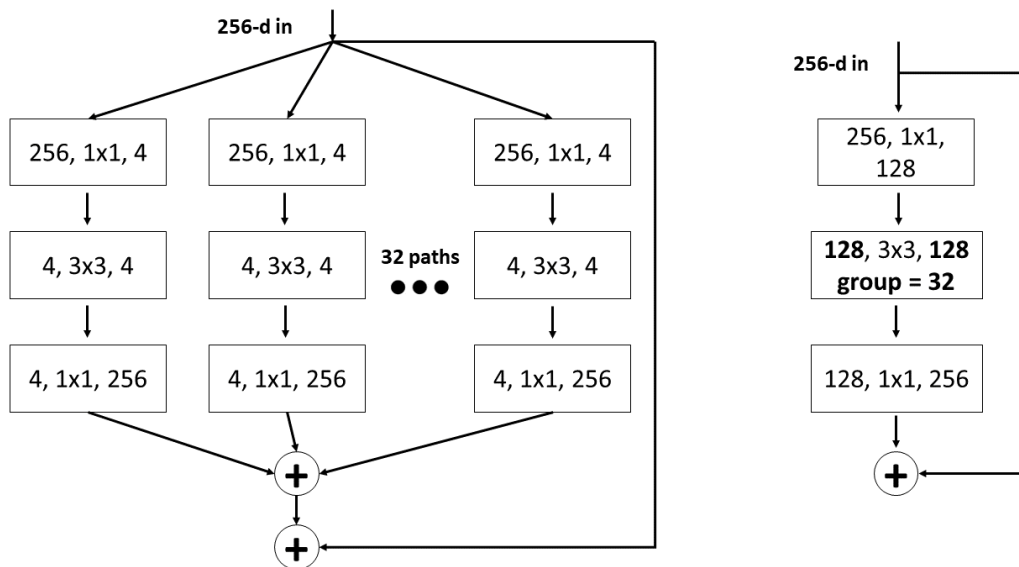 256-d in
256, 1x1, 4
256, 1x1, 4
256, 1x1, 4
4, 3x3, 4
4, 3x3, 4
32 paths
4, 3x3, 4
4, 1x1, 256
4, 1x1, 256
4, 1x1, 256
+
+
256-d in
256, 1x1,
128
128, 3x3, 128
group = 32
128, 1x1, 256
+